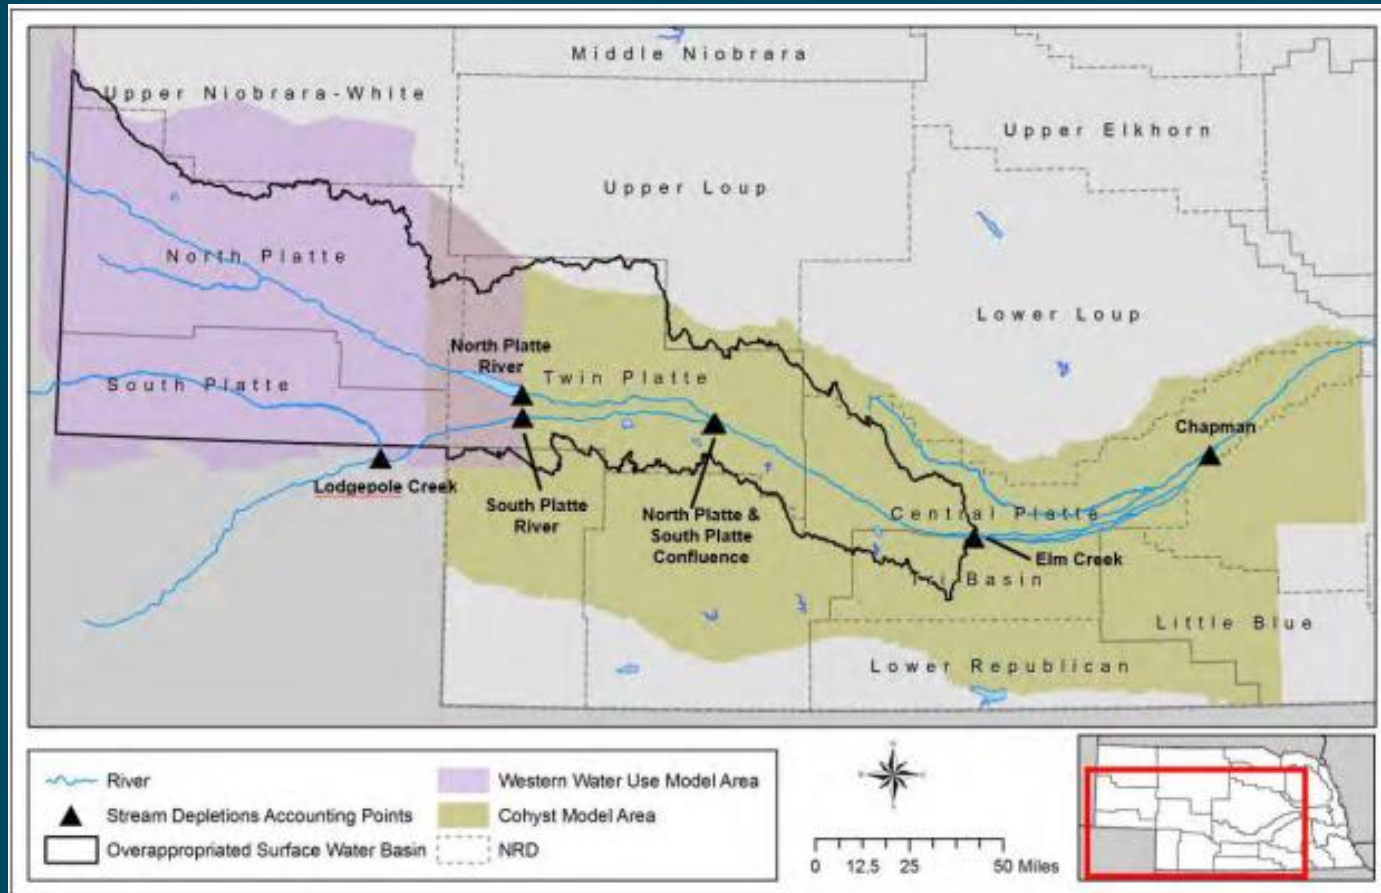 Middle Niobrara
Upper Niobrara-White
Upper Elkhorn
Upper Loup
North Platte
Lower Loup
North Platte
River
Twin Platte
South Platte
Chapman
Lodgepole Creek
South Platte
River
North Platte &
South Platte
Confluence
Central Platte
Elm Creek
Tri Basin
Little Blue
Lower Republican
River
Stream Depletions Accounting Points
Overappropriated Surface Water Basin
Western Water Use Model Area
Cohyst Model Area
NRD
0 12.5 25 50 Miles